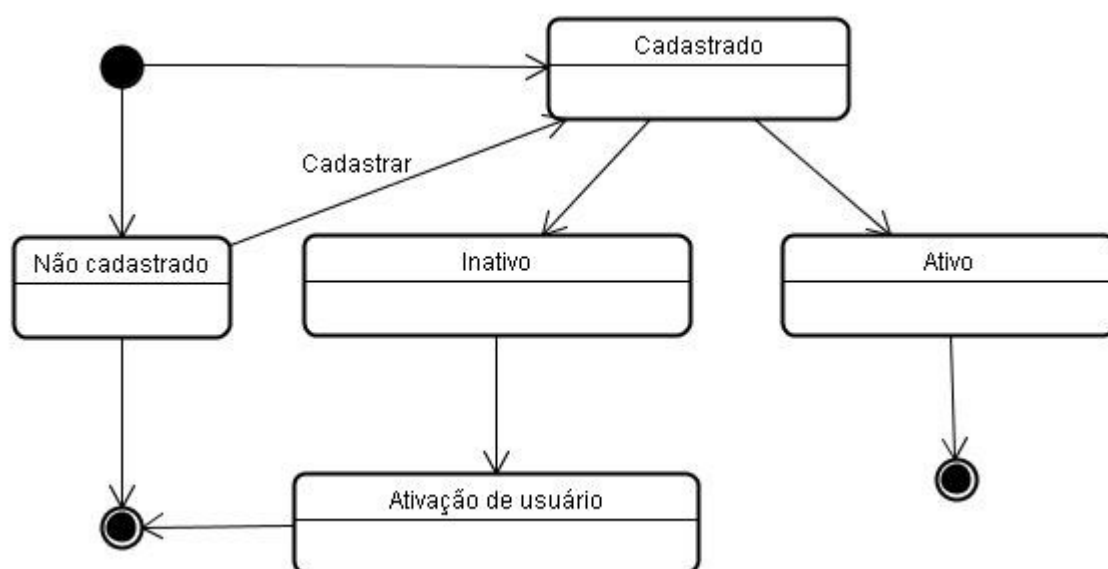 Cadastrado
Cadastrar
Não cadastrado
Inativo
Ativo
Ativação de usuário